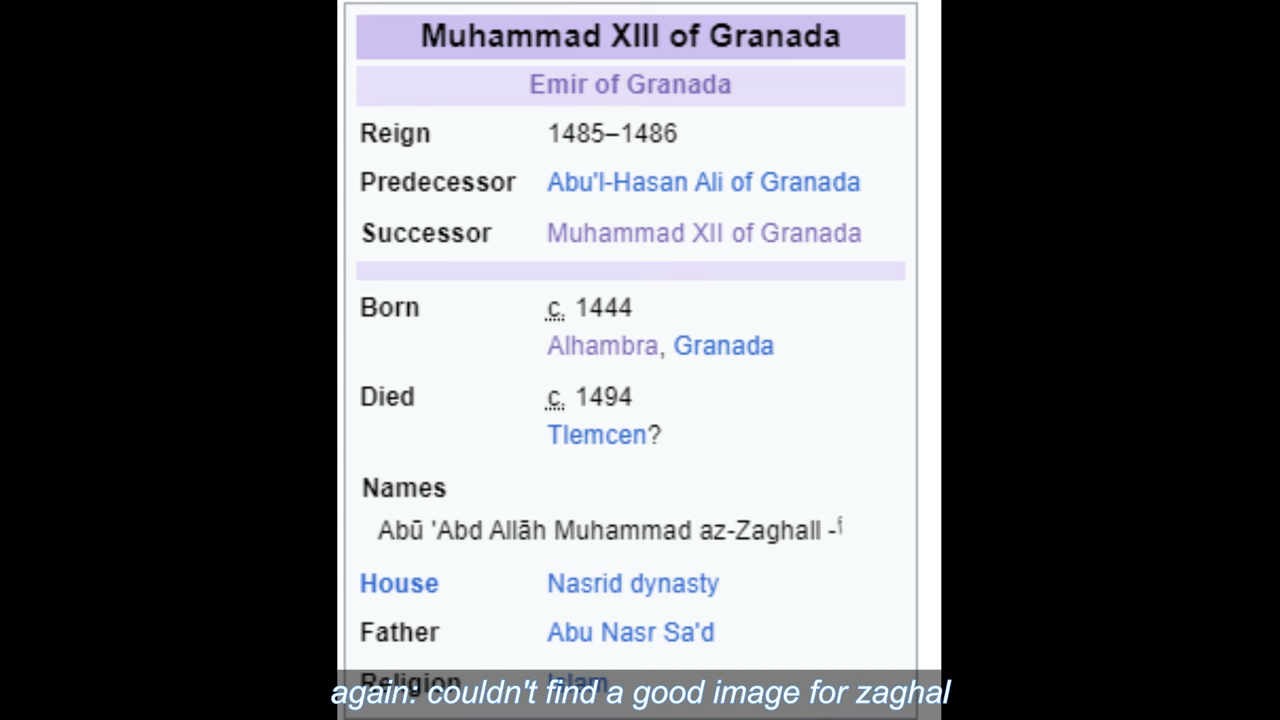 Muhammad XIII of Granada
Emir of Granada
Reign 1485–1486
Predecessor Abu'l-Hasan Ali of Granada
Successor Muhammad XII of Granada
Born c. 1444
Alhambra, Granada
Died c. 1494
Tlemcen?
Names
Abū 'Abd Allāh Muhammad az-Zaghall -
House Nasrid dynasty
Father Abu Nasr Sa'd
Religion Islam
again. couldn't find a good image for zaghal